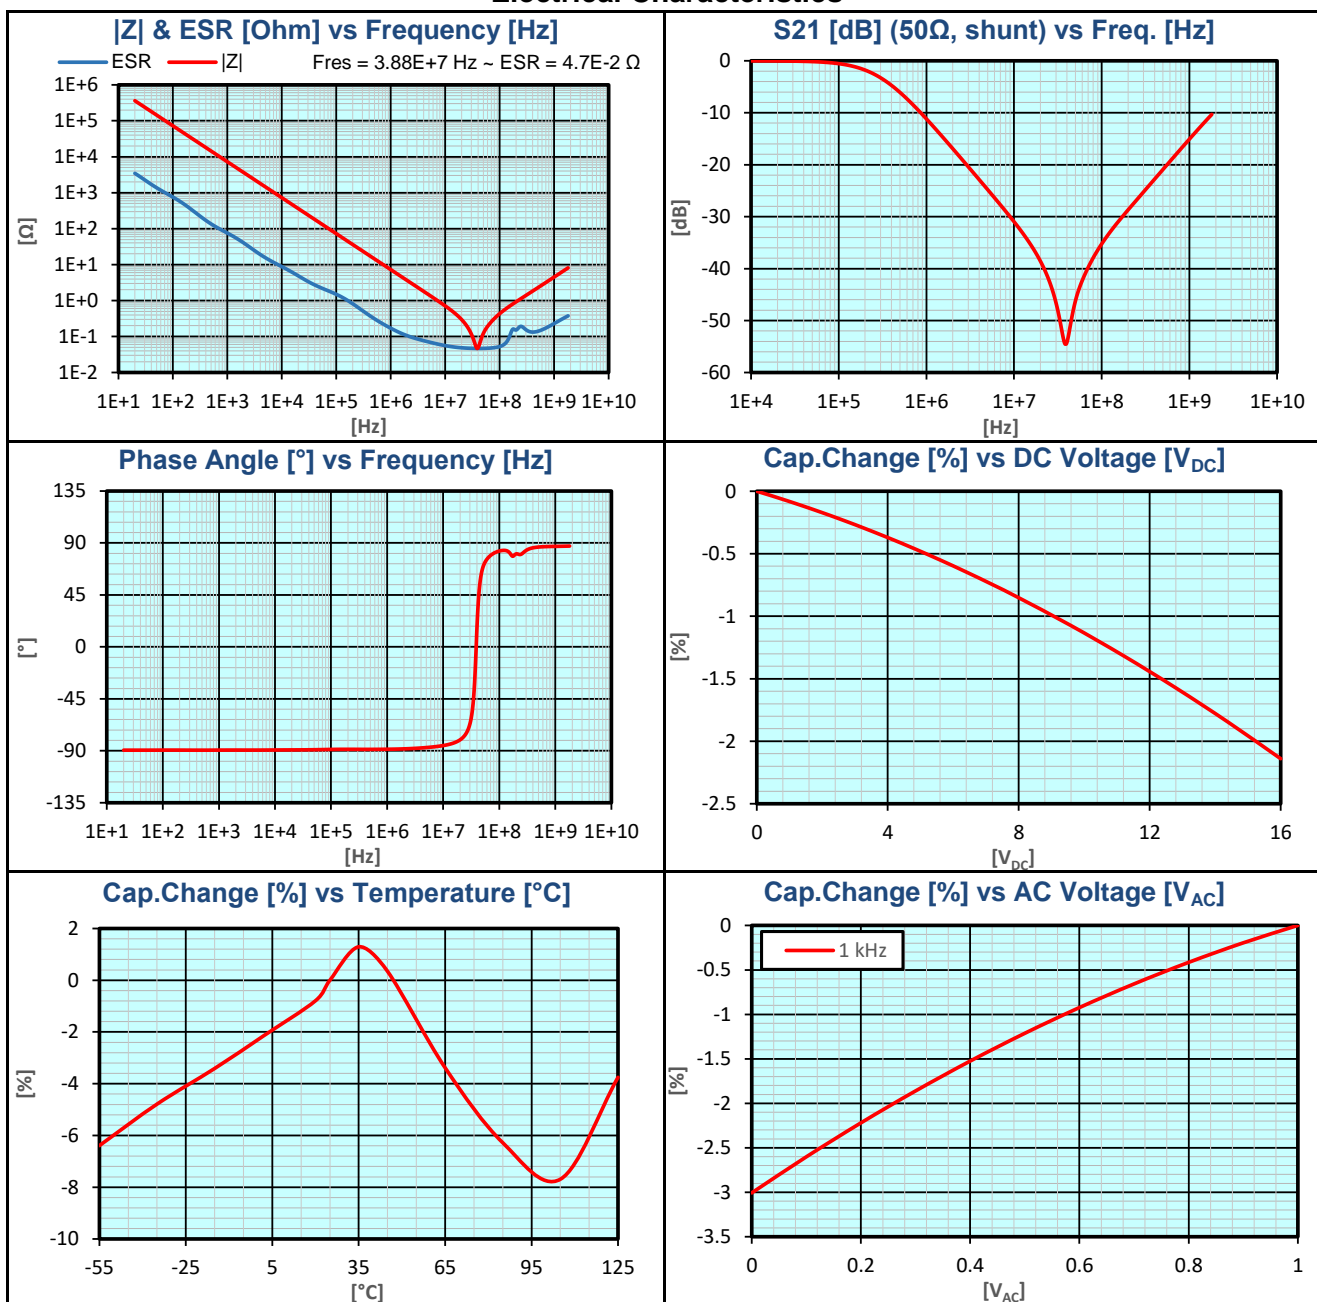 |Z| & ESR [Ohm] vs Frequency [Hz]
ESR |Z| Fres = 3.88E+7 Hz ~ ESR = 4.7E-2 Ω
1E+6
1E+5
1E+4
1E+3
1E+2
1E+1
1E+0
1E-1
1E-2
[Ω]
1E+1 1E+2 1E+3 1E+4 1E+5 1E+6 1E+7 1E+8 1E+9 1E+10
[Hz]
S21 [dB] (50Ω, shunt) vs Freq. [Hz]
0
-10
-20
-30
-40
-50
-60
[dB]
1E+4 1E+5 1E+6 1E+7 1E+8 1E+9 1E+10
[Hz]
Phase Angle [°] vs Frequency [Hz]
135
90
45
0
-45
-90
-135
[°]
1E+1 1E+2 1E+3 1E+4 1E+5 1E+6 1E+7 1E+8 1E+9 1E+10
[Hz]
Cap.Change [%] vs DC Voltage [VDC]
0
-0.5
-1
-1.5
-2
-2.5
[%]
0 4 8 12 16
[VDC]
Cap.Change [%] vs Temperature [°C]
2
0
-2
-4
-6
-8
-10
[%]
-55 -25 5 35 65 95 125
[°C]
Cap.Change [%] vs AC Voltage [VAC]
1 kHz
0
-0.5
-1
-1.5
-2
-2.5
-3
-3.5
[%]
0 0.2 0.4 0.6 0.8 1
[VAC]